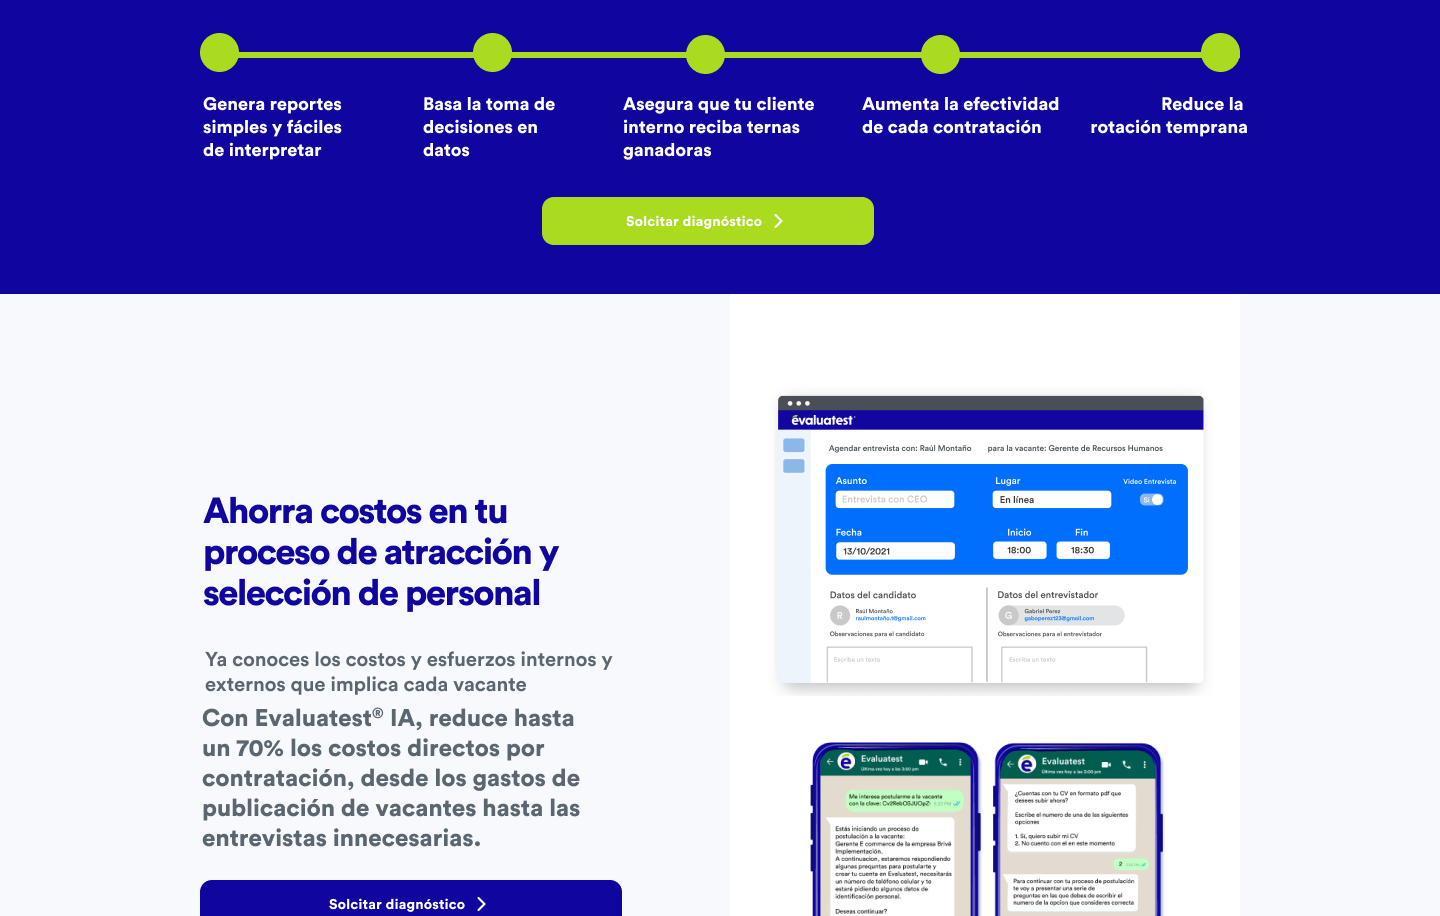 Genera reportes
simples y fáciles
de interpretar
Basa la toma de
decisiones en
datos
Asegura que tu cliente
interno reciba ternas
ganadoras
Aumenta la efectividad
de cada contratación
Reduce la
rotación temprana
Solcitar diagnóstico
Ahorra costos en tu
proceso de atracción y
selección de personal
Ya conoces los costos y esfuerzos internos y
externos que implica cada vacante
Con Evaluatest® IA, reduce hasta
un 70% los costos directos por
contratación, desde los gastos de
publicación de vacantes hasta las
entrevistas innecesarias.
Solcitar diagnóstico
évaluatest
Agendar entrevista con: Raúl Montaño para la vacante: Gerente de Recursos Humanos
Asunto
Entrevista con CEO
Lugar
En línea
Video Entrevista
Sí
Fecha
13/10/2021
Inicio
18:00
Fin
18:30
Datos del candidato
R
Raúl Montaño
raulmontaño.1@gmail.com
Observaciones para el candidato
Escriba un texto
Datos del entrevistador
G
Gabriel Perez
gaboperez123@gmail.com
Observaciones para el entrevistador
Escriba un texto
Evaluatest
Última vez hoy a las 3:00 pm
Me interesa postularme a la vacante
con la clave:
Estás iniciando un proceso de
postulación a la vacante:
Gerente E commerce de la empresa Brivé
Implementación.
A continuacion, estaremos respondiendo
algunas preguntas para postularte y
crear tu cuenta en Evaluatest, necesitarás
un número de teléfono celular y te
estaré pidiendo algunos datos de
identificación personal.
Deseas continuar?
Evaluatest
Última vez hoy a las 3:00 pm
¿Cuentas con tu CV en formato pdf que
desees subir ahora?
Escribe el numero de una de las siguientes
opciones
1. Sí, quiero subir mi CV
2. No cuento con el en este momento
2
Para continuar con tu proceso de postulación
te voy a presentar una serie de
preguntas en las que debes de escribir el
numero de la opcion que consideres correcta